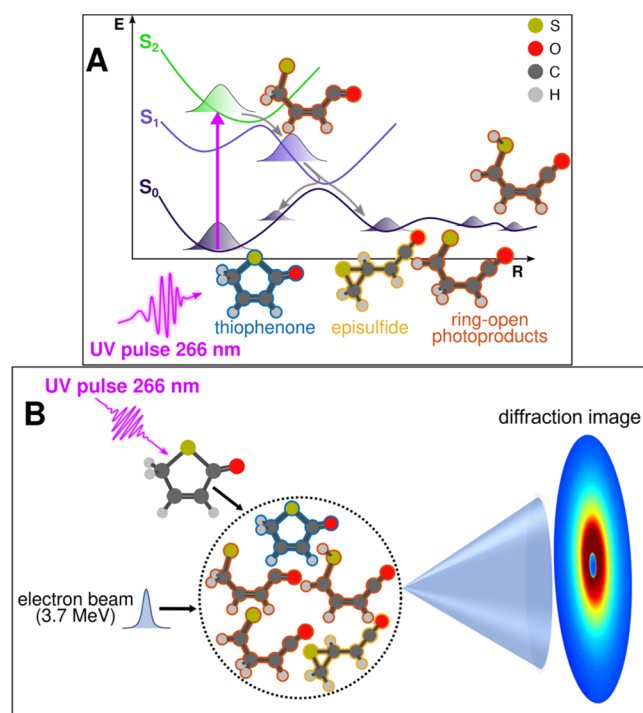 E
A
S₂
S₁
S₀
S
O
C
H
R
thiophenone
episulfide
ring-open
photoproducts
UV pulse 266 nm
B
UV pulse 266 nm
diffraction image
electron beam
(3.7 MeV)